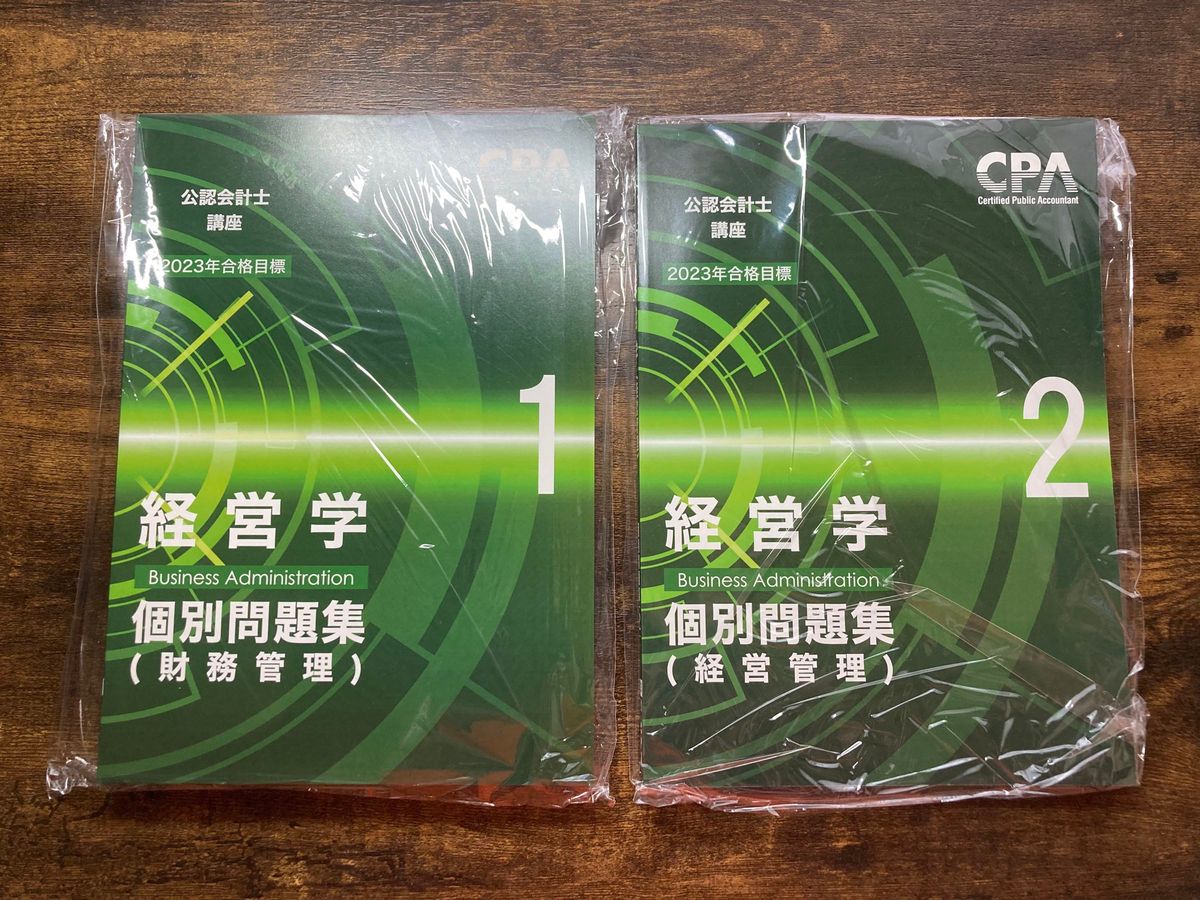 公認会計士
講座
2023年合格目標
CPA
1
経営学
Business Administration
個別問題集
(財務管理)
公認会計士
講座
2023年合格目標
CPA
Certified Public Accountant
2
経営学
Business Administration
個別問題集
(経営管理)